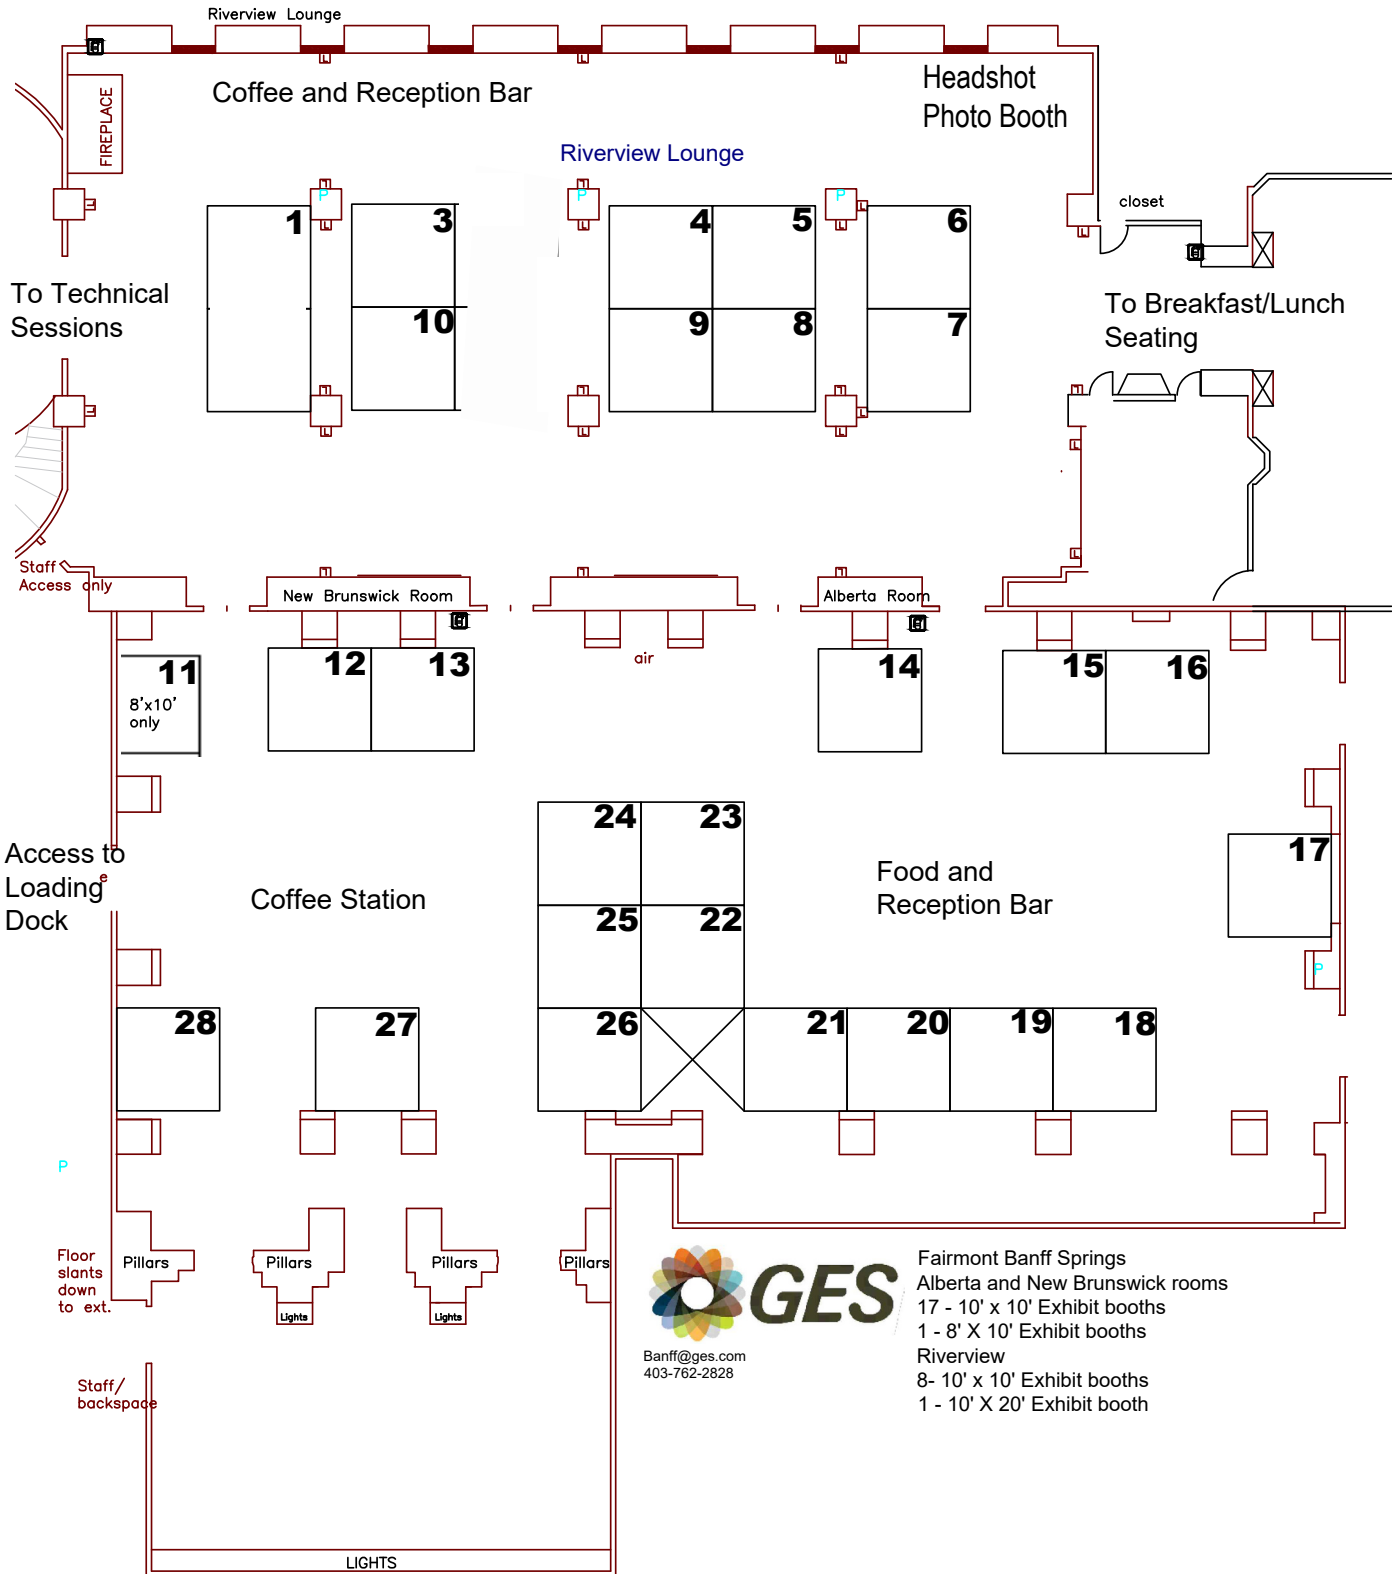 Riverview Lounge
Coffee and Reception Bar
Headshot
Photo Booth
FIREPLACE
Riverview Lounge
P
P
P
closet
1
3
4
5
6
To Technical
Sessions
10
9
8
7
To Breakfast/Lunch
Seating
Staff
Access only
New Brunswick Room
Alberta Room
air
11
8'x10'
only
12
13
14
15
16
24
23
17
Access to
Loading
Dock
e
Coffee Station
25
22
Food and
Reception Bar
P
28
27
26
21
20
19
18
P
Floor
slants
down
to ext.
Pillars
Pillars
Pillars
Pillars
Lights
Lights
GES
Banff@ges.com
403-762-2828
Fairmont Banff Springs
Alberta and New Brunswick rooms
17 - 10' x 10' Exhibit booths
1 - 8' X 10' Exhibit booths
Riverview
8- 10' x 10' Exhibit booths
1 - 10' X 20' Exhibit booth
Staff/
backspace
LIGHTS